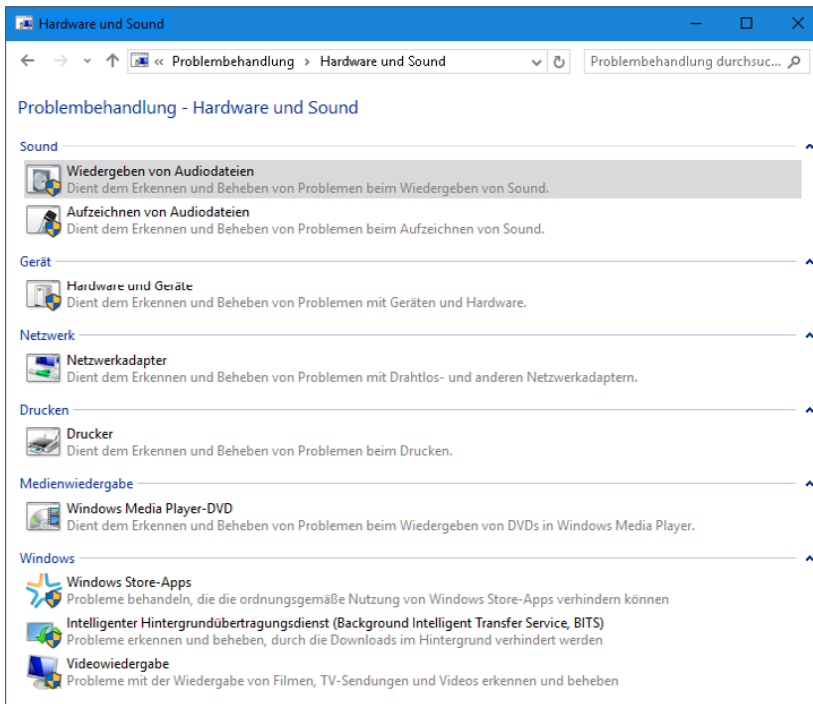 Hardware und Sound
« Problembehandlung › Hardware und Sound
Problembehandlung durchsuc...
Problembehandlung - Hardware und Sound
Sound
Wiedergeben von Audiodateien
Dient dem Erkennen und Beheben von Problemen beim Wiedergeben von Sound.
Aufzeichnen von Audiodateien
Dient dem Erkennen und Beheben von Problemen beim Aufzeichnen von Sound.
Gerät
Hardware und Geräte
Dient dem Erkennen und Beheben von Problemen mit Geräten und Hardware.
Netzwerk
Netzwerkadapter
Dient dem Erkennen und Beheben von Problemen mit Drahtlos- und anderen Netzwerkadaptern.
Drucken
Drucker
Dient dem Erkennen und Beheben von Problemen beim Drucken.
Medienwiedergabe
Windows Media Player-DVD
Dient dem Erkennen und Beheben von Problemen beim Wiedergeben von DVDs in Windows Media Player.
Windows
Windows Store-Apps
Probleme behandeln, die die ordnungsgemäße Nutzung von Windows Store-Apps verhindern können
Intelligenter Hintergrundübertragungsdienst (Background Intelligent Transfer Service, BITS)
Probleme erkennen und beheben, durch die Downloads im Hintergrund verhindert werden
Videowiedergabe
Probleme mit der Wiedergabe von Filmen, TV-Sendungen und Videos erkennen und beheben